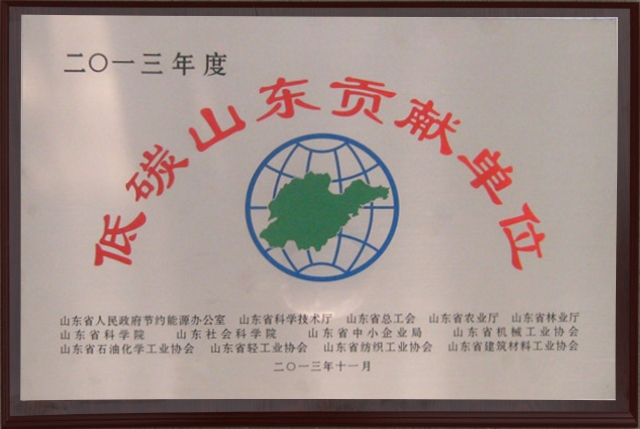 二〇一三年度
低碳山东贡献单位
山东省人民政府节约能源办公室 山东省科学技术厅 山东省总工会 山东省农业厅 山东省林业厅
山东省科学院 山东社会科学院 山东省中小企业局 山东省机械工业协会
山东省石油化学工业协会 山东省轻工业协会 山东省纺织工业协会 山东省建筑材料工业协会
二〇一三年十一月